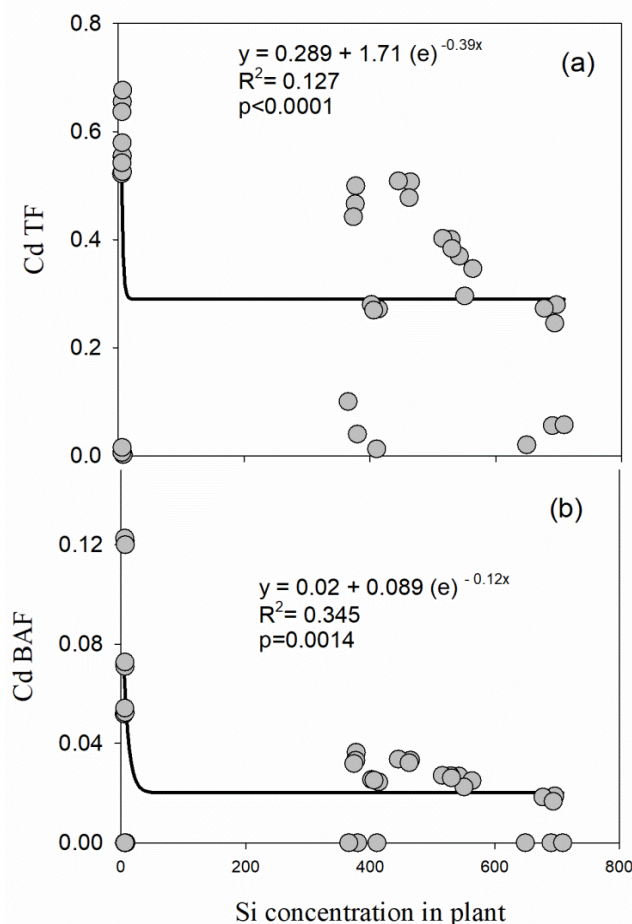 0.8
y = 0.289 + 1.71 (e) -0.39x
(a)
R2= 0.127
p<0.0001
0.6
0.4
0.2
0.0
Cd TF
(b)
0.12
y = 0.02 + 0.089 (e) - 0.12x
R2= 0.345
p=0.0014
0.08
0.04
0.00
Cd BAF
0 200 400 600 800
Si concentration in plant